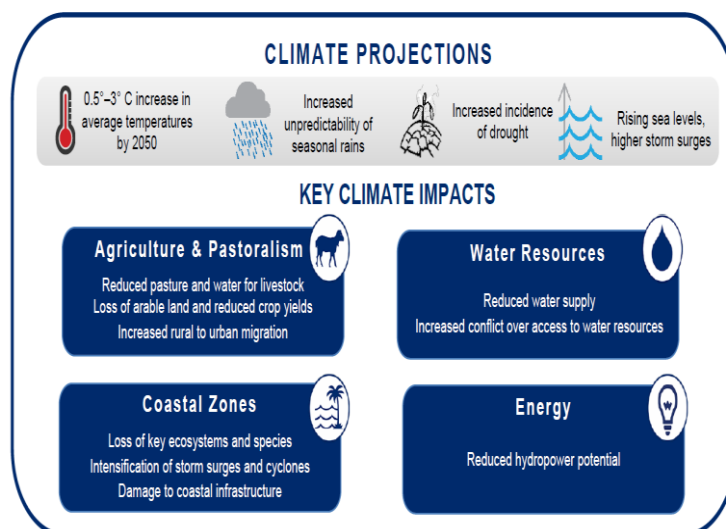 CLIMATE PROJECTIONS
0.5°–3° C increase in
average temperatures
by 2050
Increased
unpredictability of
seasonal rains
Increased incidence
of drought
Rising sea levels,
higher storm surges
KEY CLIMATE IMPACTS
Agriculture & Pastoralism
Reduced pasture and water for livestock
Loss of arable land and reduced crop yields
Increased rural to urban migration
Water Resources
Reduced water supply
Increased conflict over access to water resources
Coastal Zones
Loss of key ecosystems and species
Intensification of storm surges and cyclones
Damage to coastal infrastructure
Energy
Reduced hydropower potential